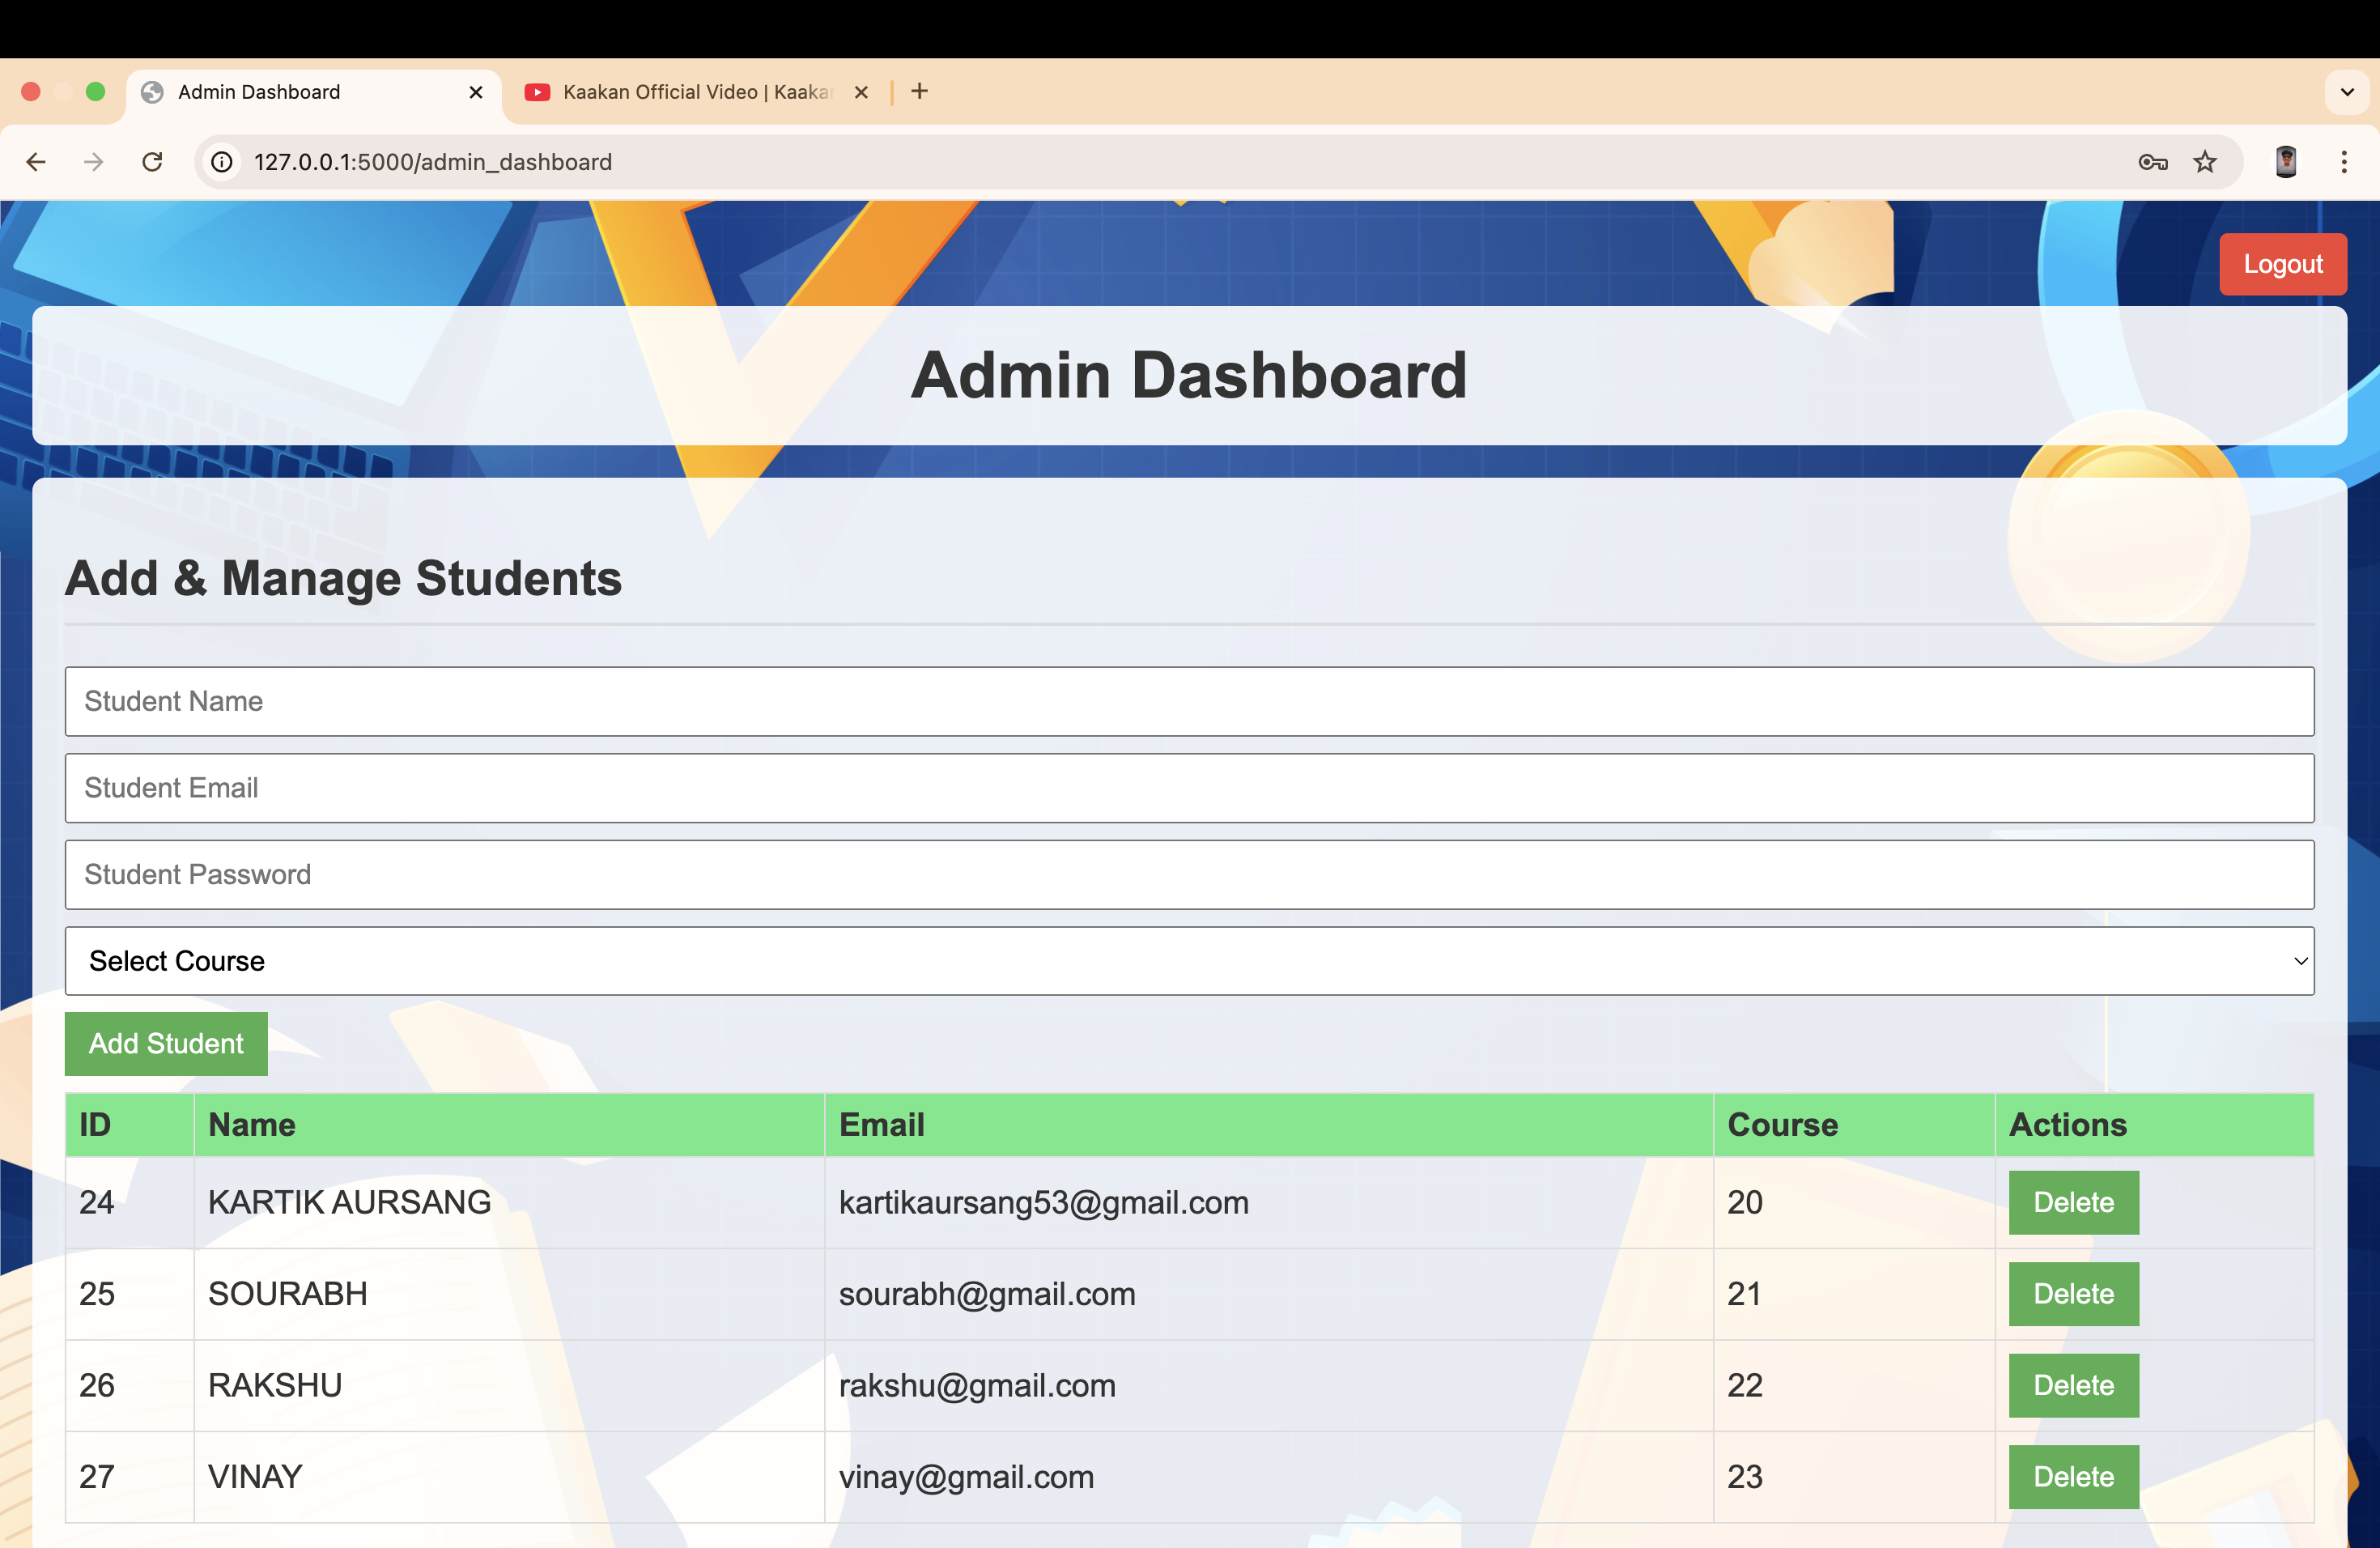 Admin Dashboard
Kaakan Official Video | Kaakan
127.0.0.1:5000/admin_dashboard
Logout
Admin Dashboard
Add & Manage Students
Student Name
Student Email
Student Password
Select Course
Add Student
ID Name Email Course Actions
24 KARTIK AURSANG kartikaursang53@gmail.com 20 Delete
25 SOURABH sourabh@gmail.com 21 Delete
26 RAKSHU rakshu@gmail.com 22 Delete
27 VINAY vinay@gmail.com 23 Delete